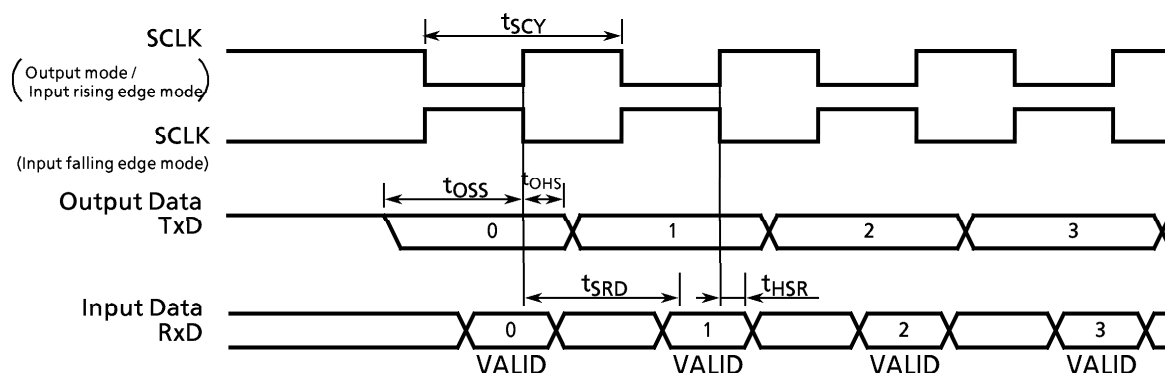 tSCY
SCLK
(Output mode /
Input rising edge mode)
SCLK
(Input falling edge mode)
tOSS tOHS
Output Data
TxD
0 1 2 3
tSRD tHSR
Input Data
RxD
0 1 2 3
VALID VALID VALID VALID